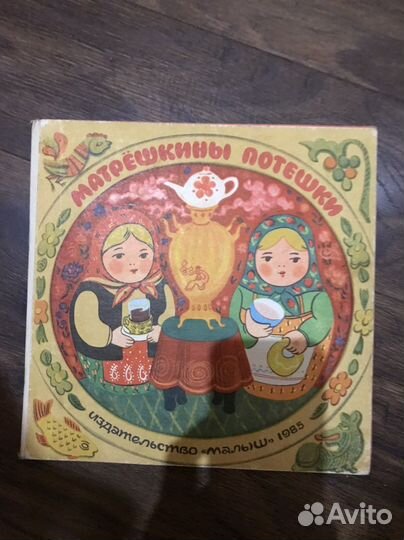 МАТРЁШКИНЫ ПОТЕШКИ
ИЗДАТЕЛЬСТВО «МАЛЫШ» 1985
Avito